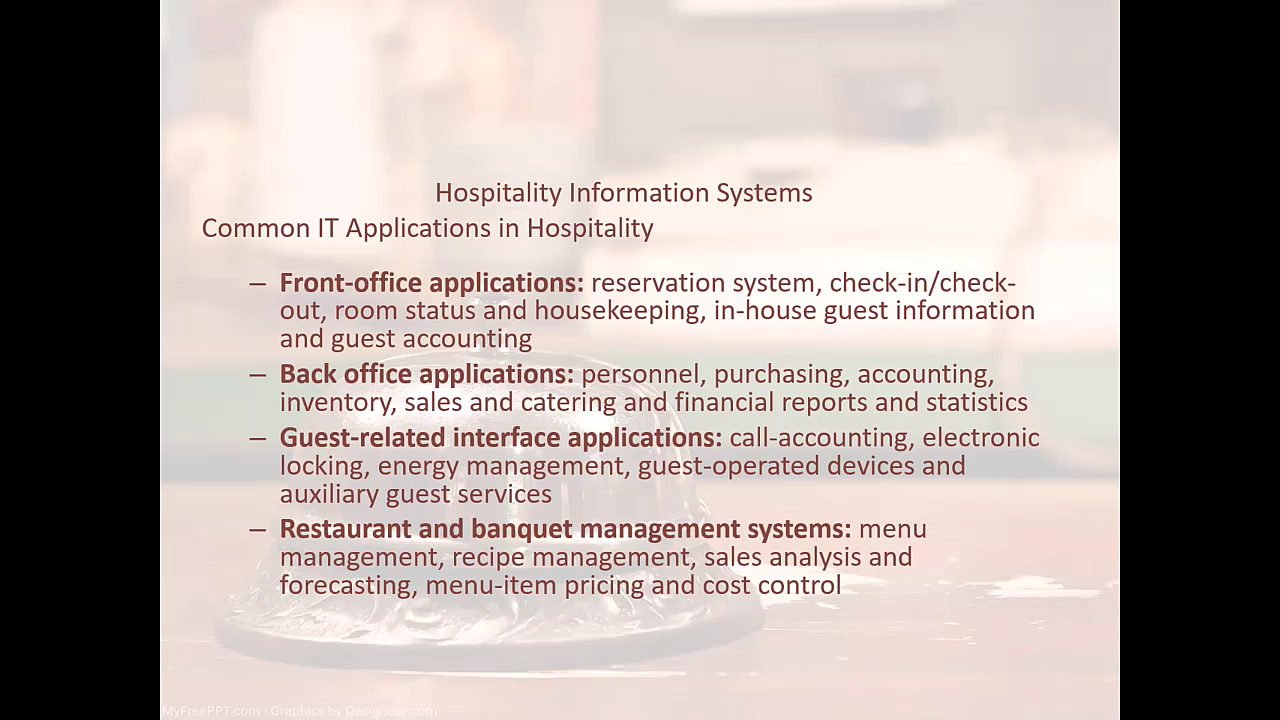 Hospitality Information Systems
Common IT Applications in Hospitality
– Front-office applications: reservation system, check-in/check-
out, room status and housekeeping, in-house guest information
and guest accounting
– Back office applications: personnel, purchasing, accounting,
inventory, sales and catering and financial reports and statistics
– Guest-related interface applications: call-accounting, electronic
locking, energy management, guest-operated devices and
auxiliary guest services
– Restaurant and banquet management systems: menu
management, recipe management, sales analysis and
forecasting, menu-item pricing and cost control
MyFreePPT.com - Graphics by